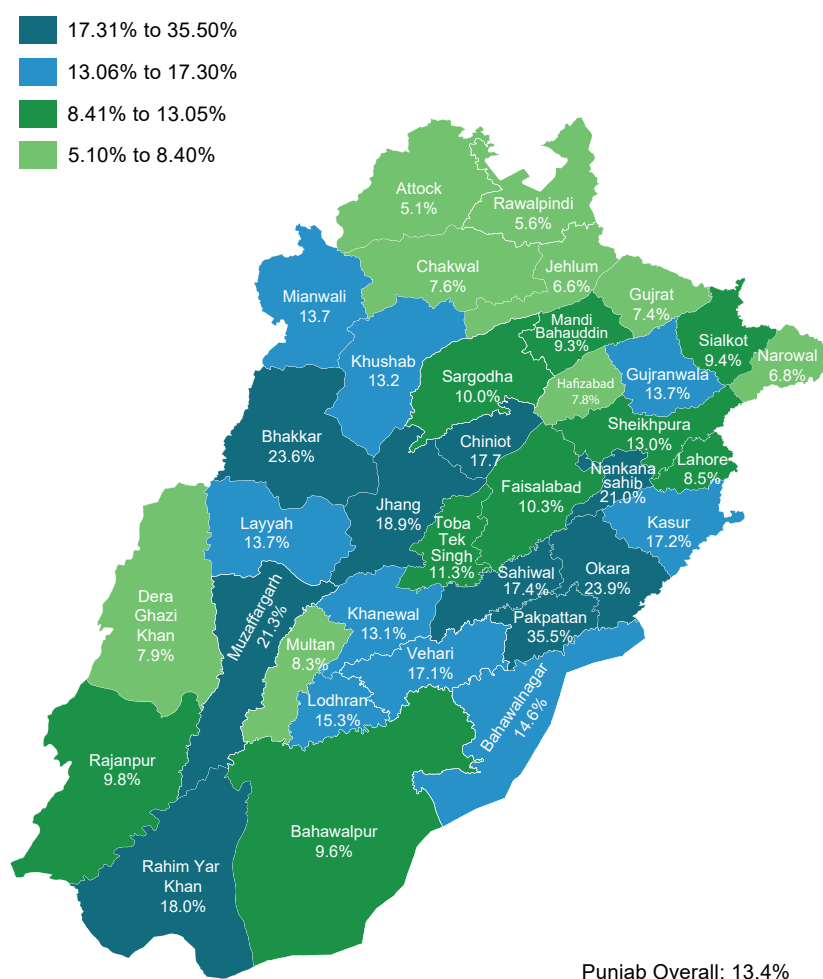 17.31% to 35.50%
13.06% to 17.30%
8.41% to 13.05%
5.10% to 8.40%
Attock
5.1%
Rawalpindi
5.6%
Chakwal
7.6%
Jehlum
6.6%
Mianwali
13.7
Gujrat
7.4%
Mandi
Bahauddin
9.3%
Sialkot
9.4%
Narowal
6.8%
Khushab
13.2
Sargodha
10.0%
Hafizabad
7.8%
Gujranwala
13.7%
Bhakkar
23.6%
Chiniot
17.7
Sheikhpura
13.0%
Lahore
8.5%
Nankana
sahib
21.0%
Faisalabad
10.3%
Jhang
18.9%
Layyah
13.7%
Toba
Tek
Singh
11.3%
Kasur
17.2%
Sahiwal
17.4%
Okara
23.9%
Dera
Ghazi
Khan
7.9%
Muzaffargarh
21.3%
Khanewal
13.1%
Pakpattan
35.5%
Multan
8.3%
Vehari
17.1%
Lodhran
15.3%
Bahawalnagar
14.6%
Rajanpur
9.8%
Bahawalpur
9.6%
Rahim Yar
Khan
18.0%
Punjab Overall: 13.4%